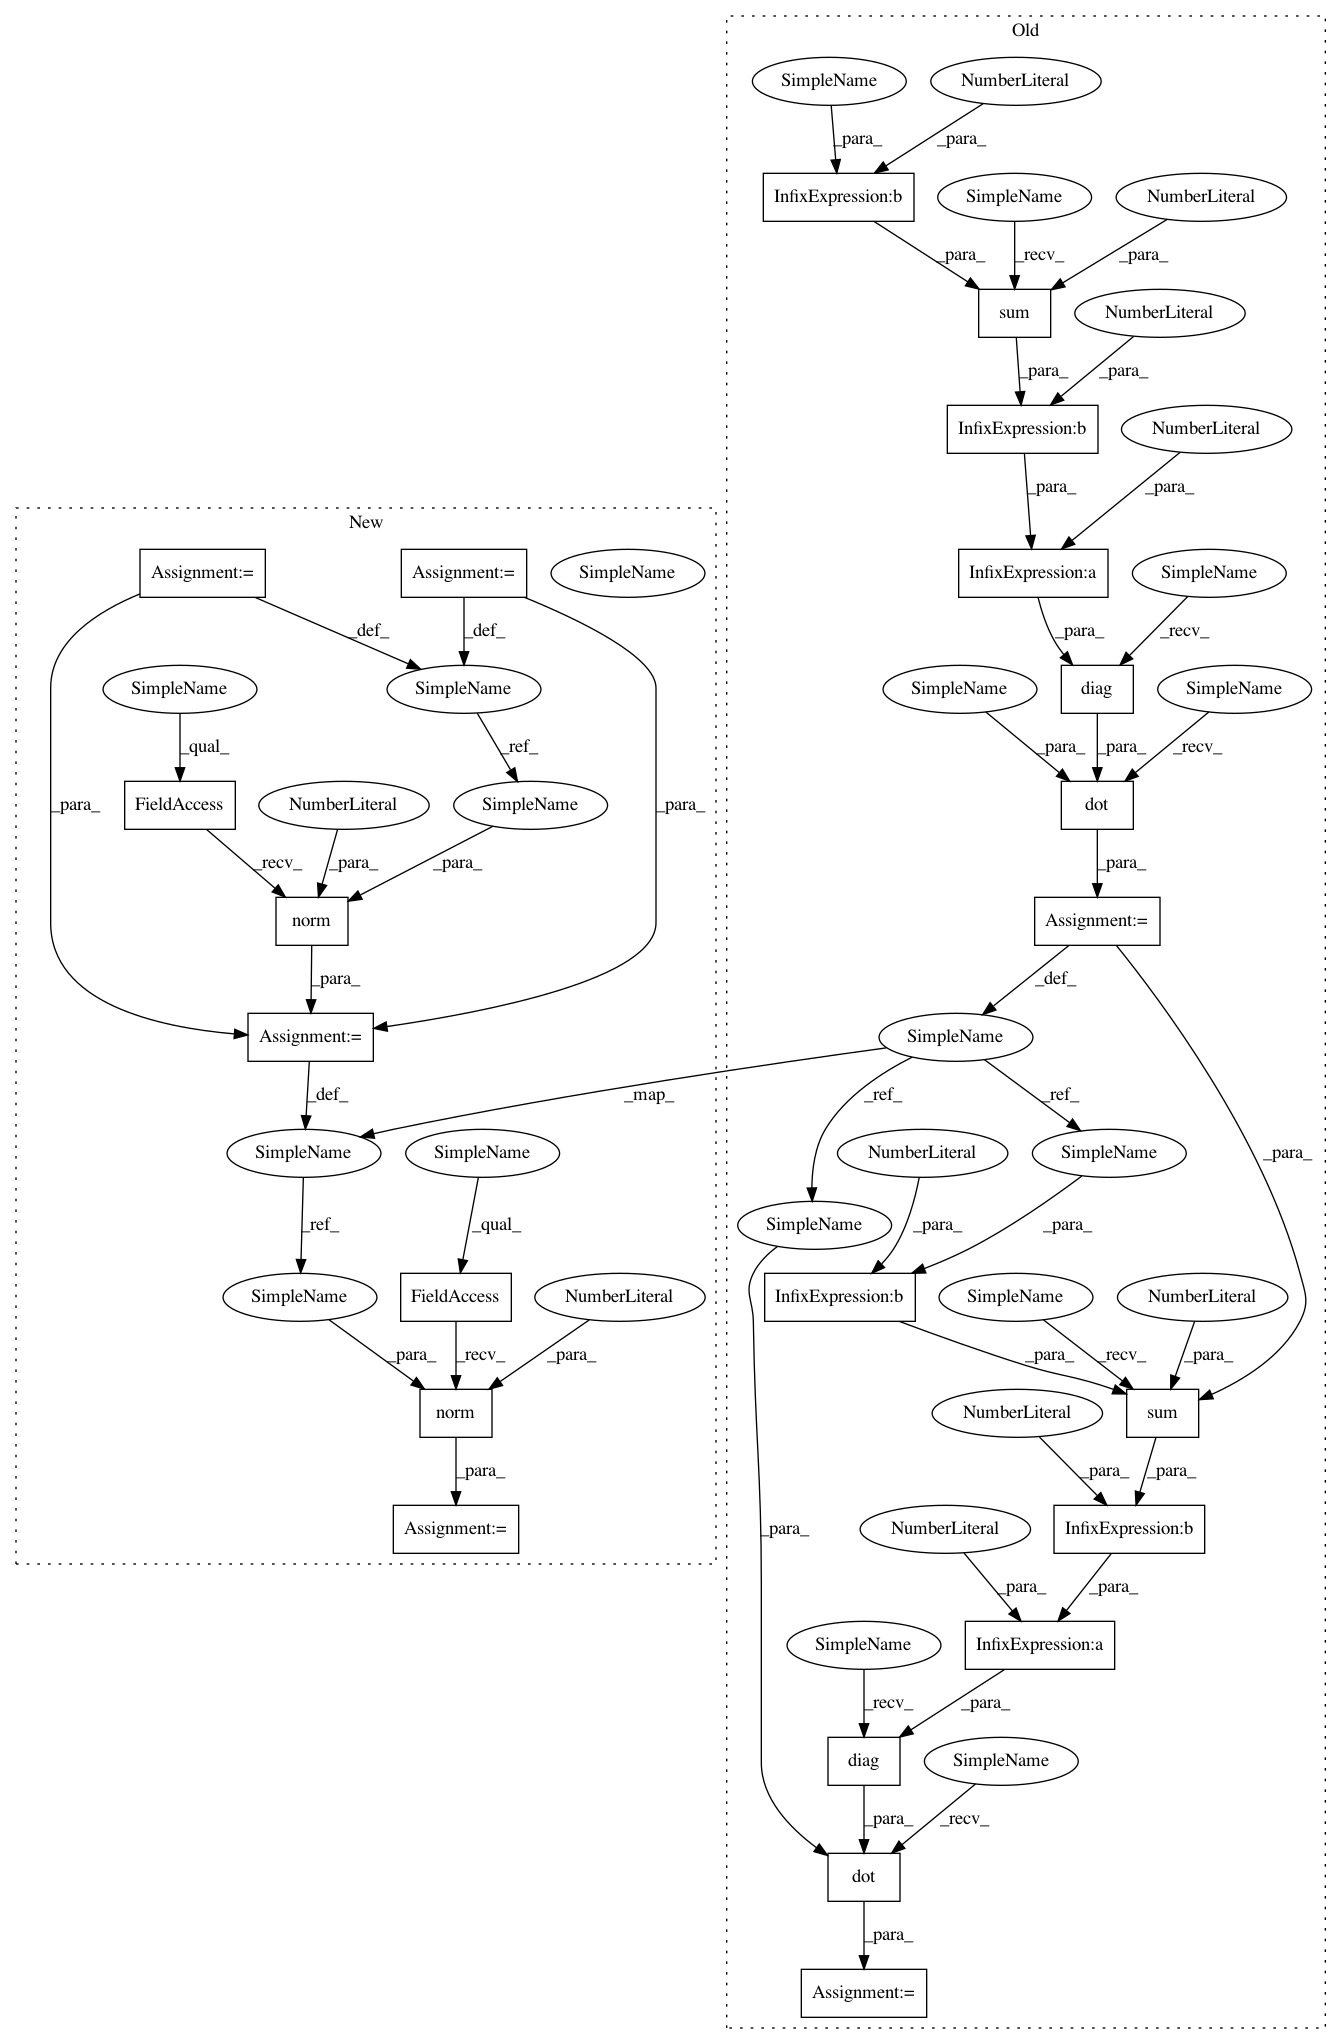 Old
SimpleName
NumberLiteral
_para_
_para_
InfixExpression:b
SimpleName
NumberLiteral
_para_
_recv_
_para_
sum
NumberLiteral
_para_
_para_
InfixExpression:b
NumberLiteral
_para_
_para_
New
Assignment:=
Assignment:=
SimpleName
InfixExpression:a
SimpleName
_def_
_def_
_para_
_recv_
SimpleName
SimpleName
SimpleName
diag
SimpleName
_qual_
_ref_
_para_
_para_
_recv_
FieldAccess
NumberLiteral
SimpleName
dot
_para_
_para_
_recv_
_para_
_para_
_para_
norm
Assignment:=
_para_
_def_
Assignment:=
SimpleName
_def_
_map_
_ref_
_ref_
SimpleName
SimpleName
NumberLiteral
SimpleName
_para_
_ref_
_qual_
SimpleName
_para_
_para_
SimpleName
FieldAccess
NumberLiteral
InfixExpression:b
SimpleName
NumberLiteral
_para_
_recv_
_para_
_para_
_recv_
_para_
norm
NumberLiteral
sum
_para_
_para_
_para_
Assignment:=
NumberLiteral
InfixExpression:b
_para_
_para_
_para_
SimpleName
InfixExpression:a
_recv_
_para_
diag
SimpleName
_para_
_recv_
dot
_para_
Assignment:=